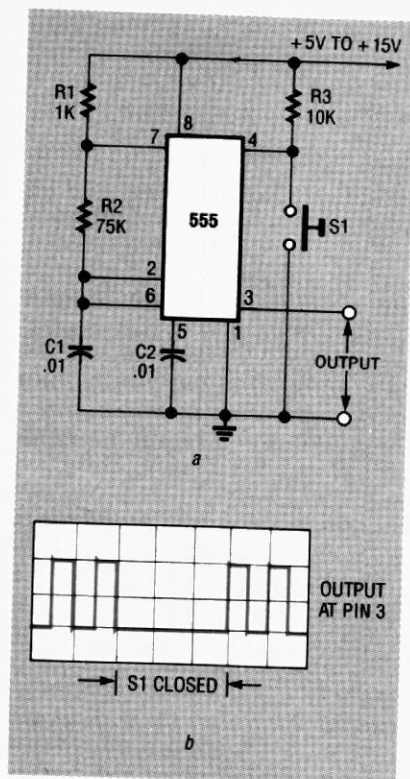 +5V TO +15V
R1
1K
8
R3
10K
7
4
R2
75K
555
S1
2
6
3
5
1
C1
.01
C2
.01
OUTPUT
a
OUTPUT
AT PIN 3
S1 CLOSED
b